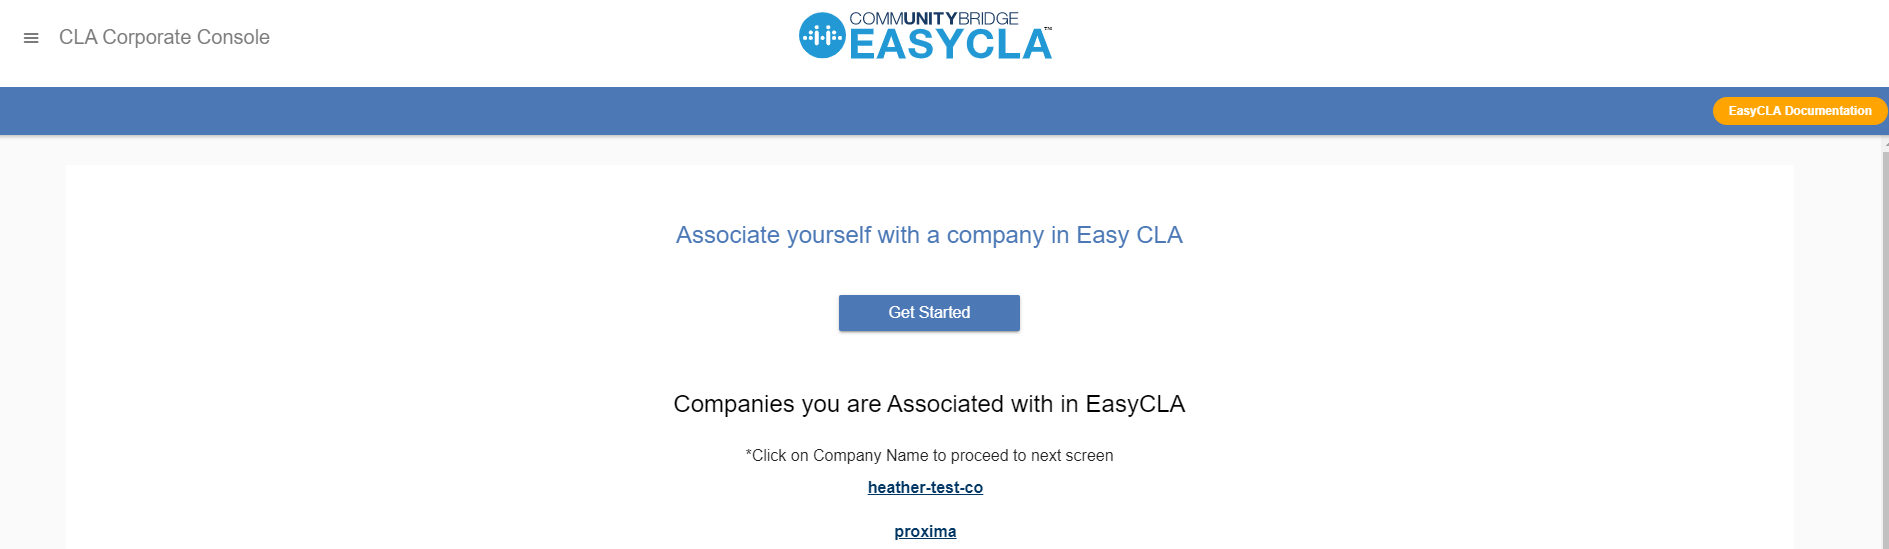 CLA Corporate Console
COMMUNITYBRIDGE
EASYCLA™
EasyCLA Documentation
Associate yourself with a company in Easy CLA
Get Started
Companies you are Associated with in EasyCLA
*Click on Company Name to proceed to next screen
heather-test-co
proxima